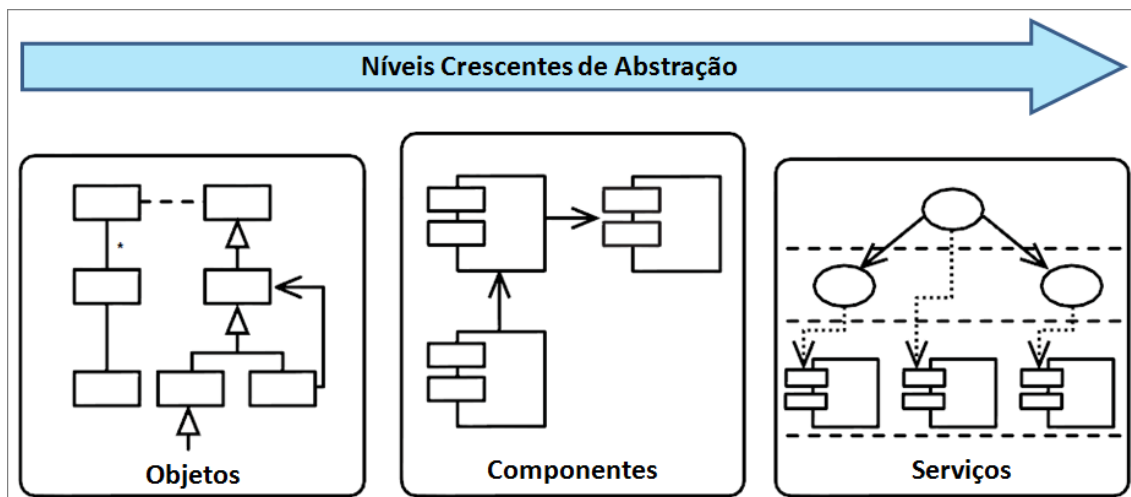 Níveis Crescentes de Abstração
*
Objetos
Componentes
Serviços